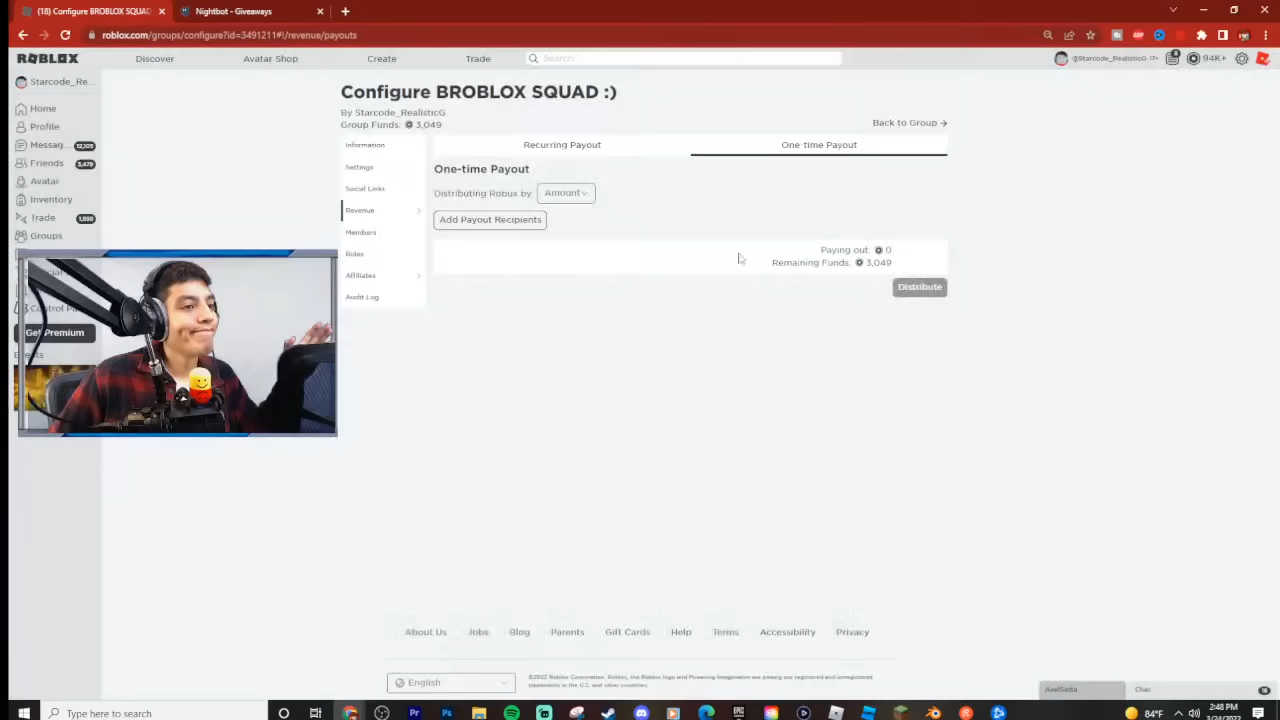 (18) Configure BROBLOX SQUAD
Nightbot - Giveaways
roblox.com/groups/configure?id=3491211#!/revenue/payouts
ROBLOX
Discover
Avatar Shop
Create
Trade
Search
@Starcode_RealisticG 13+
94K+
Starcode_Re...
Home
Profile
Messag...
Friends
Avatar
Inventory
Trade
Groups
Get Premium
Configure BROBLOX SQUAD :)
By Starcode_RealisticG
Group Funds: 3,049
Back to Group
Information
Settings
Social Links
Revenue
Members
Roles
Affiliates
Audit Log
Recurring Payout
One-time Payout
One-time Payout
Distributing Robux by: Amount
Add Payout Recipients
Paying out: 0
Remaining Funds: 3,049
Distribute
About Us
Jobs
Blog
Parents
Gift Cards
Help
Terms
Accessibility
Privacy
English
©2022 Roblox Corporation. Roblox, the Roblox logo and Powering Imagination are among our registered and unregistered
trademarks in the U.S. and other countries.
Chat
Type here to search
84°F
2:48 PM